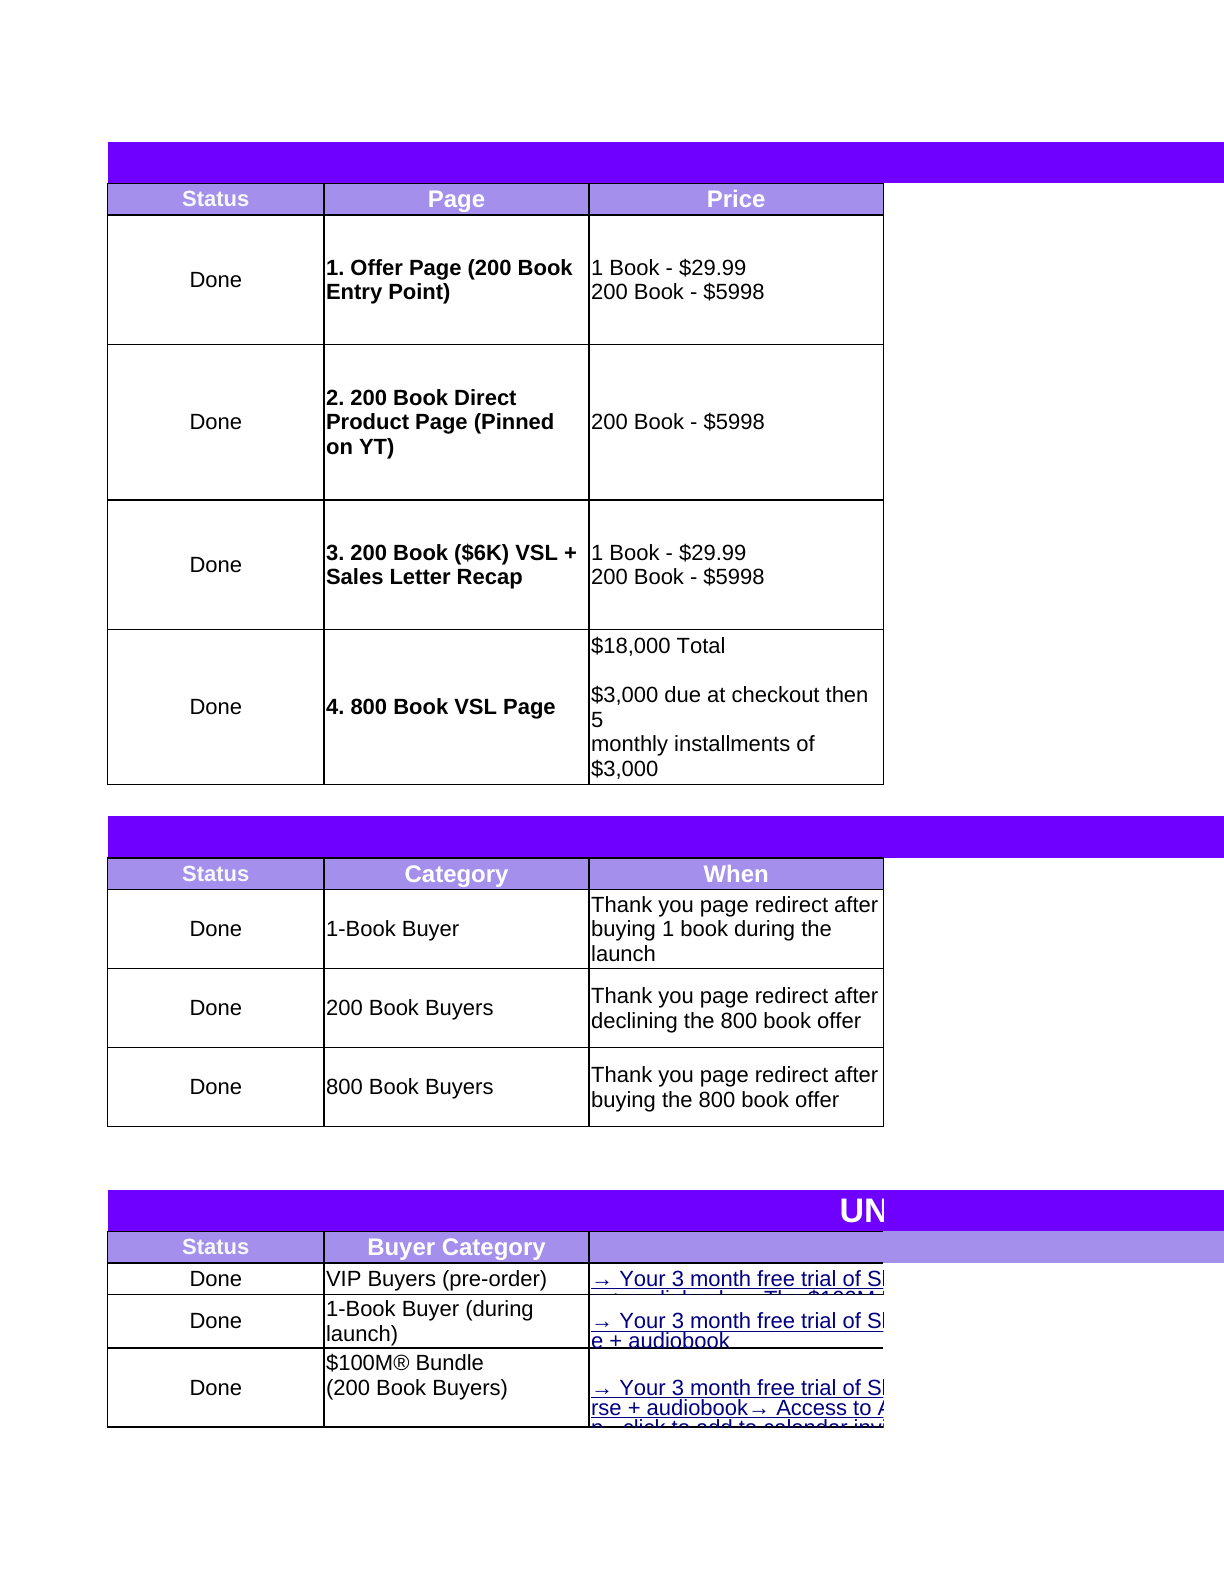 Status Page Price
Done
1. Offer Page (200 Book
Entry Point)
1 Book - $29.99
200 Book - $5998
Done
2. 200 Book Direct
Product Page (Pinned
on YT)
200 Book - $5998
Done
3. 200 Book ($6K) VSL +
Sales Letter Recap
1 Book - $29.99
200 Book - $5998
Done
4. 800 Book VSL Page
$18,000 Total
$3,000 due at checkout then
5
monthly installments of
$3,000
Status Category When
Done
1-Book Buyer
Thank you page redirect after
buying 1 book during the
launch
Done
200 Book Buyers
Thank you page redirect after
declining the 800 book offer
Done
800 Book Buyers
Thank you page redirect after
buying the 800 book offer
UN
Status Buyer Category
Done
VIP Buyers (pre-order)
→ Your 3 month free trial of
Done
1-Book Buyer (during
launch)
→ Your 3 month free trial of
e + audiobook
Done
$100M® Bundle
(200 Book Buyers)
→ Your 3 month free trial of
rse + audiobook→ Access to
click to add to calendar